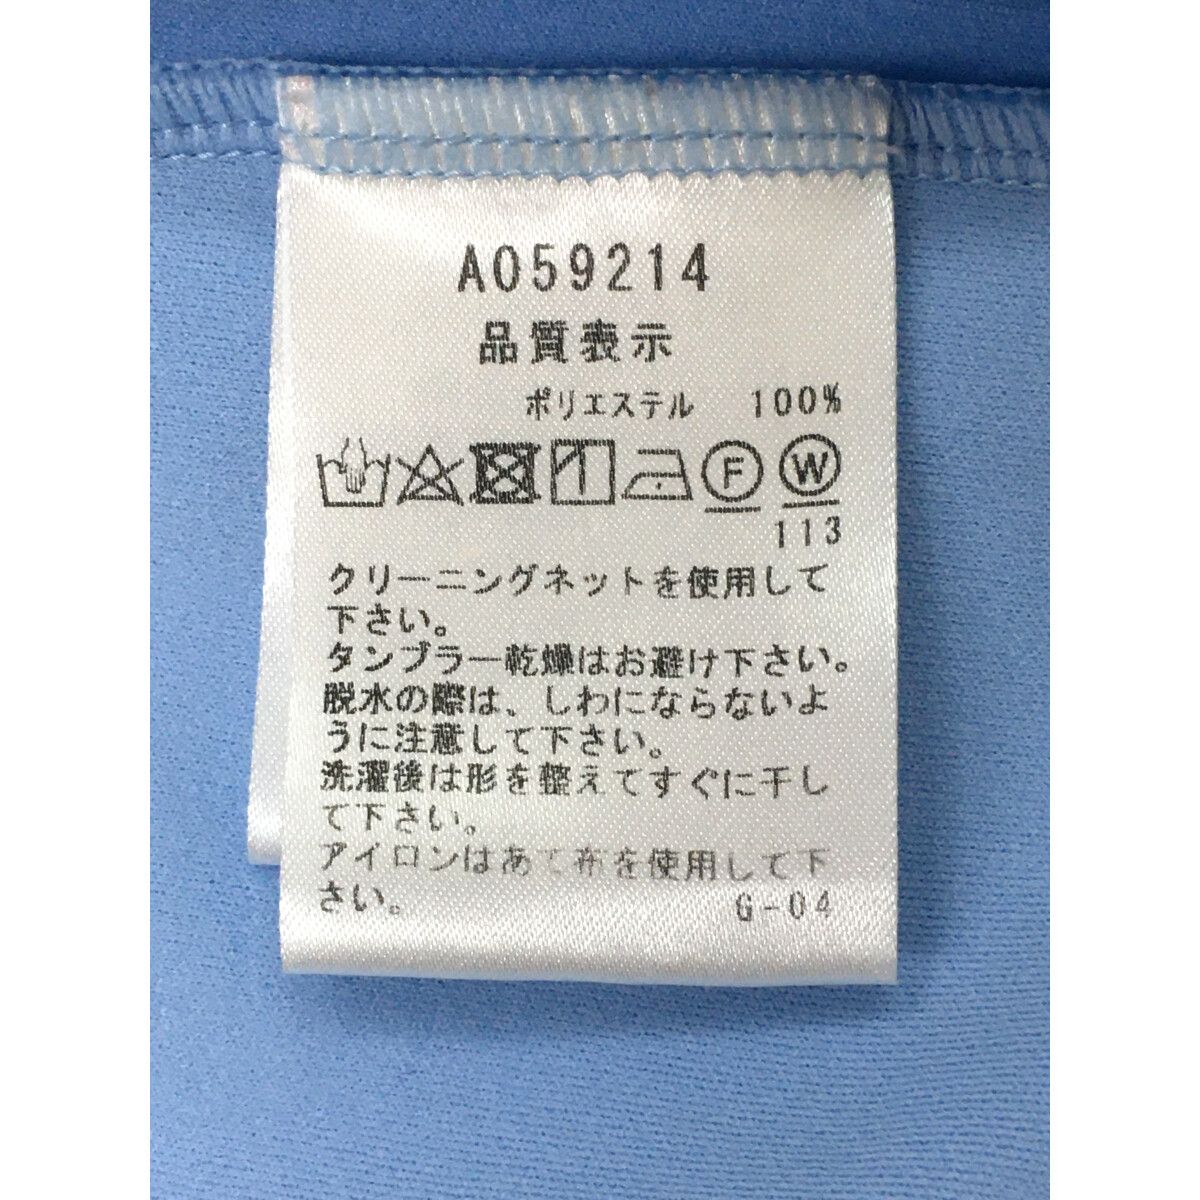 A059214
品質表示
ポリエステル 100%
F W
113
クリーニングネットを使用して
下さい。
タンブラー乾燥はお避け下さい。
脱水の際は、しわにならないよ
うに注意して下さい。
洗濯後は形を整えてすぐに干し
て下さい。
アイロンはあて布を使用して下
さい。 G-04